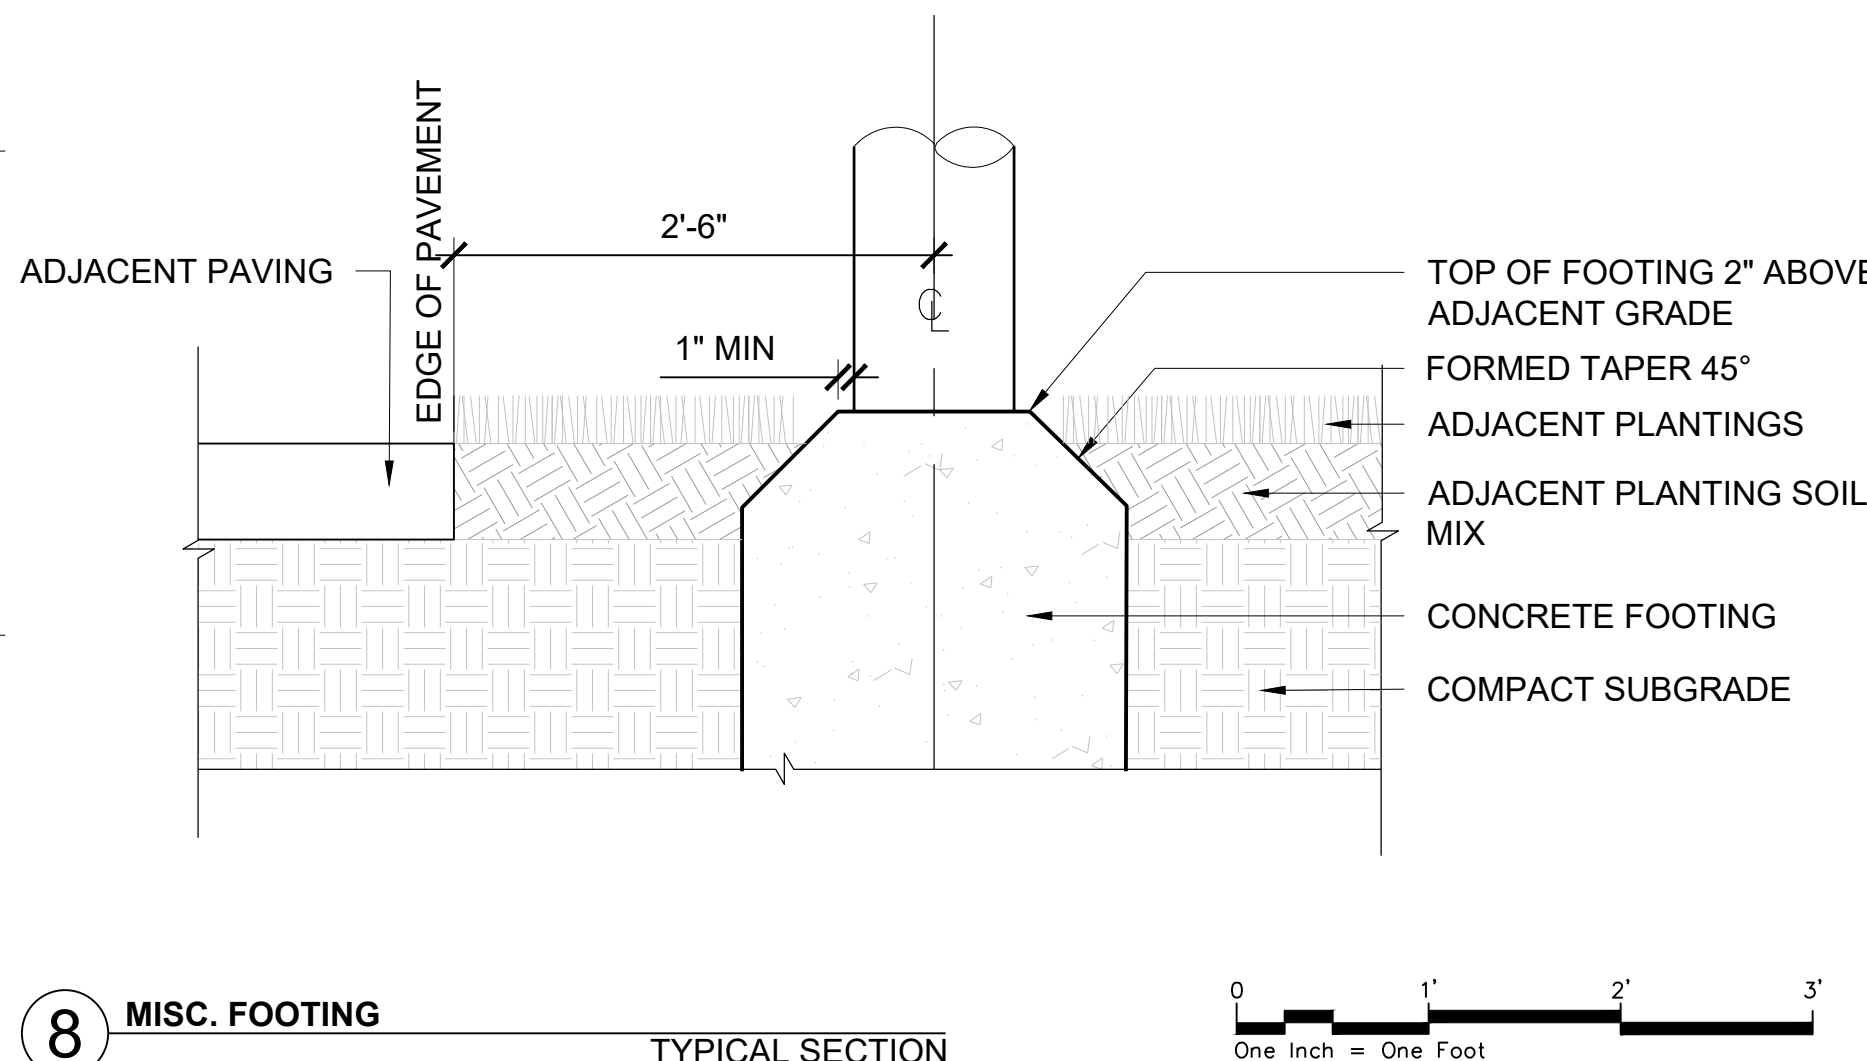 EDGE OF PAVEMENT
2'-6"
ADJACENT PAVING
TOP OF FOOTING 2" ABOVE
ADJACENT GRADE
℄
1" MIN
FORMED TAPER 45°
ADJACENT PLANTINGS
ADJACENT PLANTING SOIL
MIX
CONCRETE FOOTING
COMPACT SUBGRADE
8
MISC. FOOTING
TYPICAL SECTION
0 1' 2' 3'
One Inch = One Foot